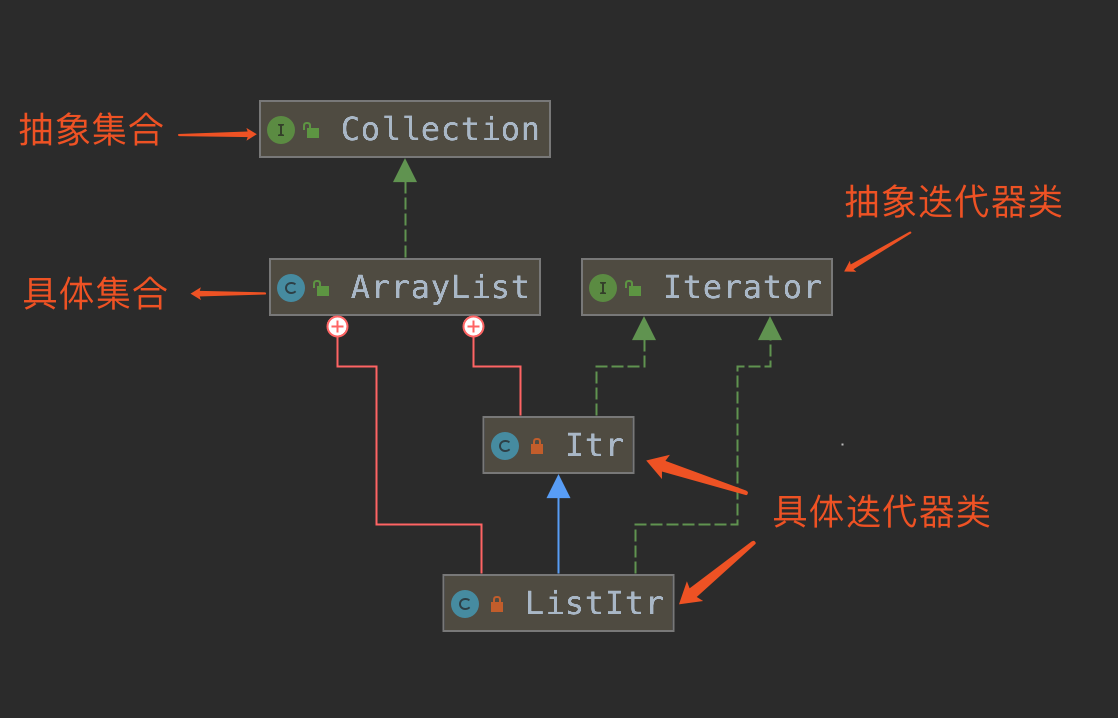 抽象集合
I Collection
抽象迭代器类
具体集合
C ArrayList
I Iterator
C Itr
具体迭代器类
C ListItr